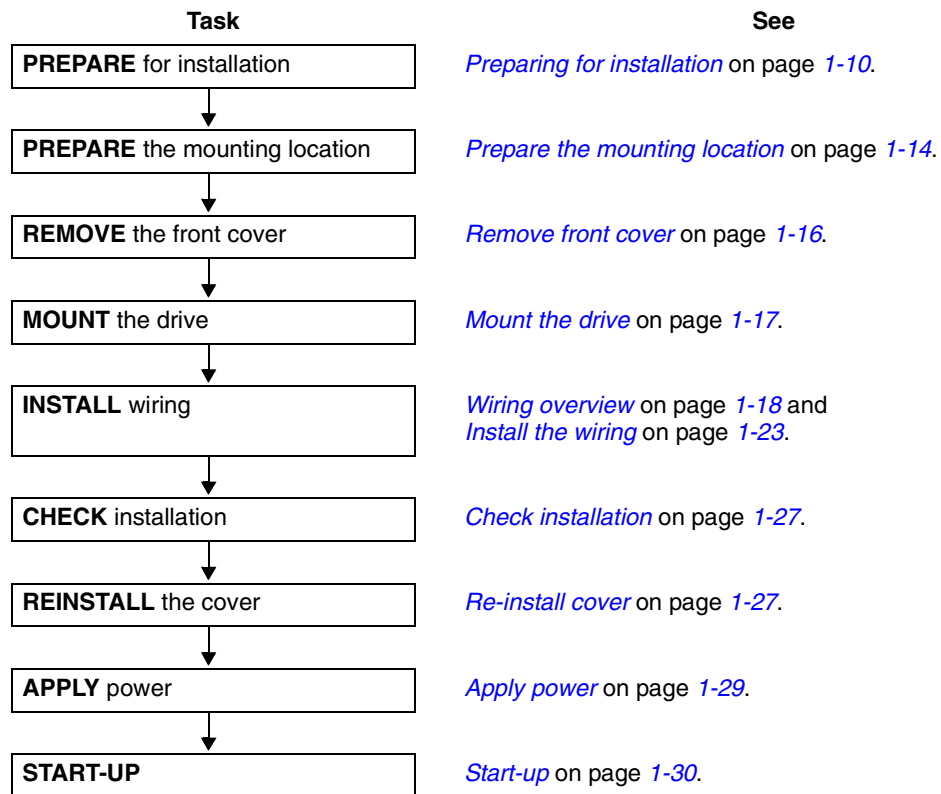 Task See
PREPARE for installation Preparing for installation on page 1-10.
PREPARE the mounting location Prepare the mounting location on page 1-14.
REMOVE the front cover Remove front cover on page 1-16.
MOUNT the drive Mount the drive on page 1-17.
INSTALL wiring Wiring overview on page 1-18 and
Install the wiring on page 1-23.
CHECK installation Check installation on page 1-27.
REINSTALL the cover Re-install cover on page 1-27.
APPLY power Apply power on page 1-29.
START-UP Start-up on page 1-30.